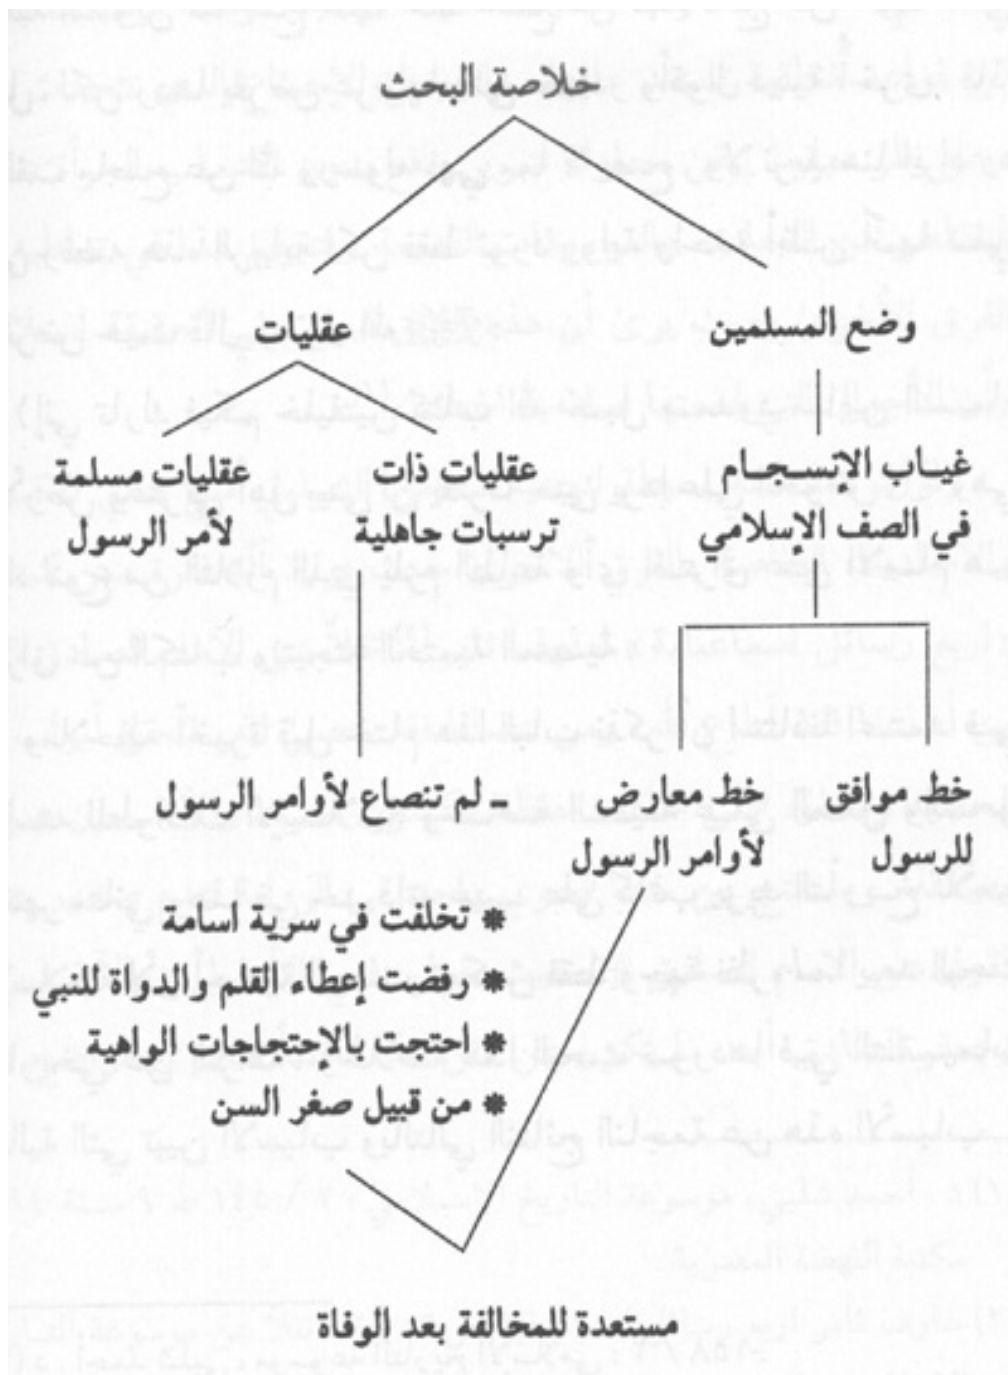 خلاصة البحث
وضع المسلمين
عقليات
غياب الإنسجام
في الصف الإسلامي
عقليات ذات
ترسبات جاهلية
عقليات مسلمة
لأمر الرسول
خط موافق
للرسول
خط معارض
لأوامر الرسول
ـ لم تنصاع لأوامر الرسول
* تخلفت في سرية اسامة
* رفضت إعطاء القلم والدواة للنبي
* احتجت بالإحتجاجات الواهية
* من قبيل صغر السن
مستعدة للمخالفة بعد الوفاة